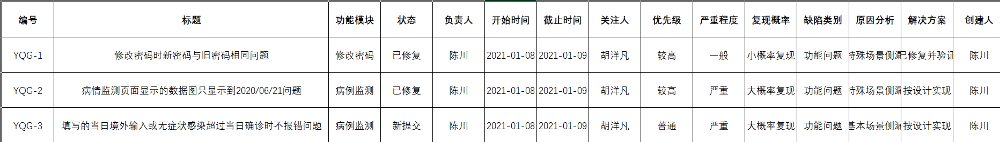 编号 标题 功能模块 状态 负责人 开始时间 截止时间 关注人 优先级 严重程度 复现概率 缺陷类别 原因分析 解决方案 创建人
YQG-1 修改密码时新密码与旧密码相同问题 修改密码 已修复 陈川 2021-01-08 2021-01-09 胡洋凡 较高 一般 小概率复现 功能问题 特殊场景侧漏 已修复并验证 陈川
YQG-2 病情监测页面显示的数据图只显示到2020/06/21问题 病例监测 已修复 陈川 2021-01-08 2021-01-09 胡洋凡 较高 严重 大概率复现 功能问题 特殊场景侧漏 按设计实现 陈川
YQG-3 填写的当日境外输入或无症状感染超过当日确诊时不报错问题 病例监测 新提交 陈川 2021-01-08 2021-01-09 胡洋凡 普通 严重 大概率复现 功能问题 基本场景侧漏 按设计实现 陈川